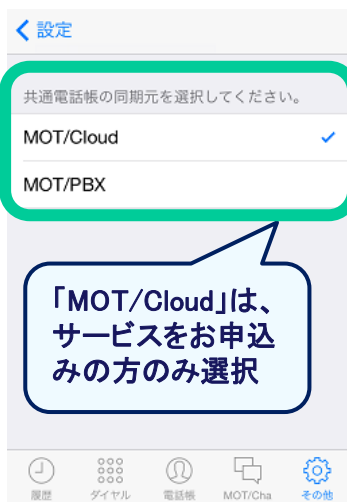 設定
共通電話帳の同期元を選択してください。
MOT/Cloud
MOT/PBX
「MOT/Cloud」は、
サービスをお申込
みの方のみ選択
履歴 ダイヤル 電話帳 MOT/Cha その他